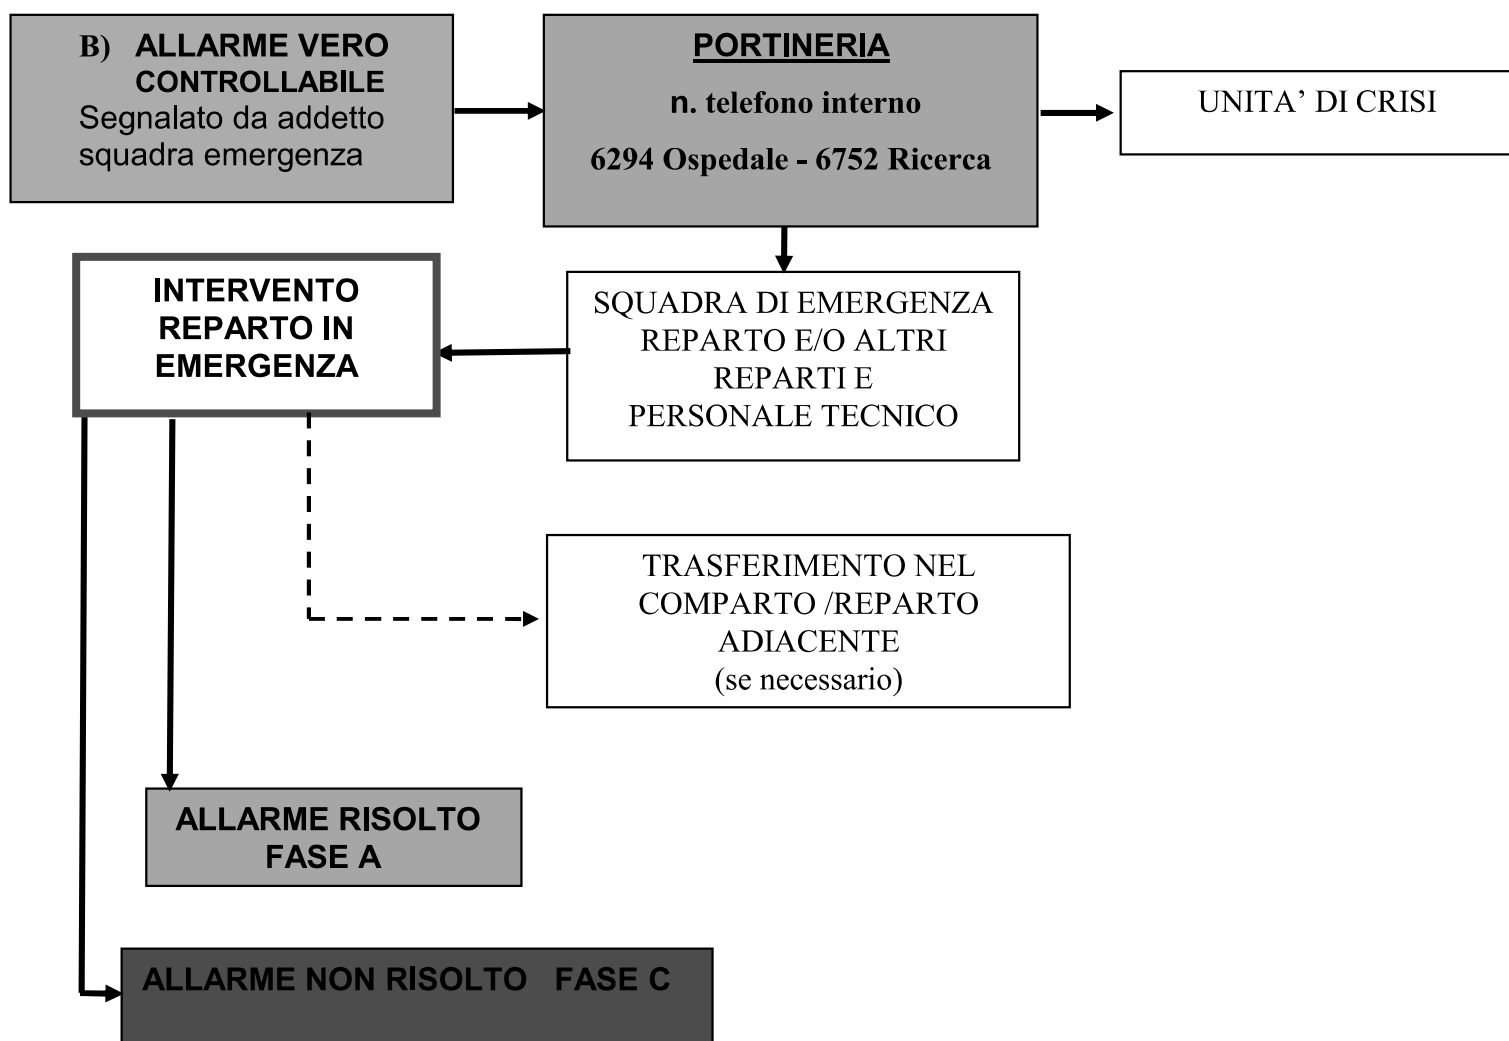 B) ALLARME VERO
CONTROLLABILE
Segnalato da addetto
squadra emergenza
PORTINERIA
n. telefono interno
6294 Ospedale - 6752 Ricerca
UNITA’ DI CRISI
INTERVENTO
REPARTO IN
EMERGENZA
SQUADRA DI EMERGENZA
REPARTO E/O ALTRI
REPARTI E
PERSONALE TECNICO
TRASFERIMENTO NEL
COMPARTO /REPARTO
ADIACENTE
(se necessario)
ALLARME RISOLTO
FASE A
ALLARME NON RISOLTO FASE C